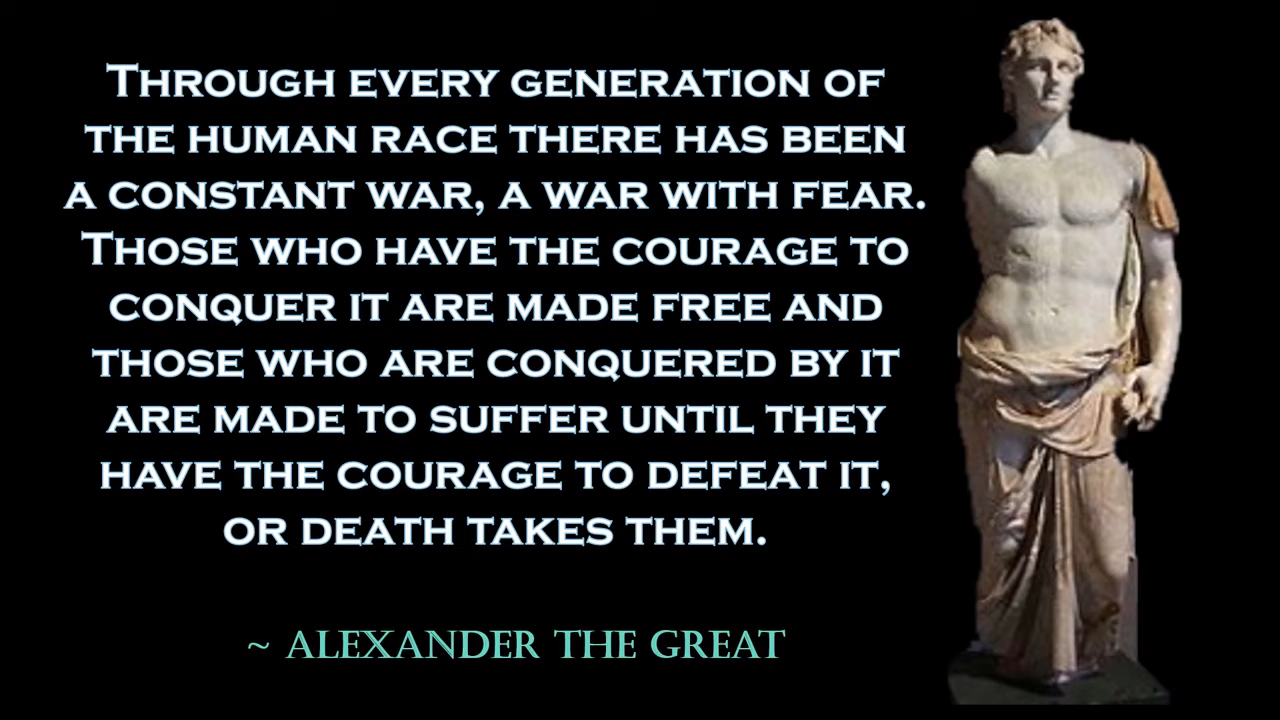 Through every generation of
the human race there has been
a constant war, a war with fear.
Those who have the courage to
conquer it are made free and
those who are conquered by it
are made to suffer until they
have the courage to defeat it,
or death takes them.
~ Alexander the Great